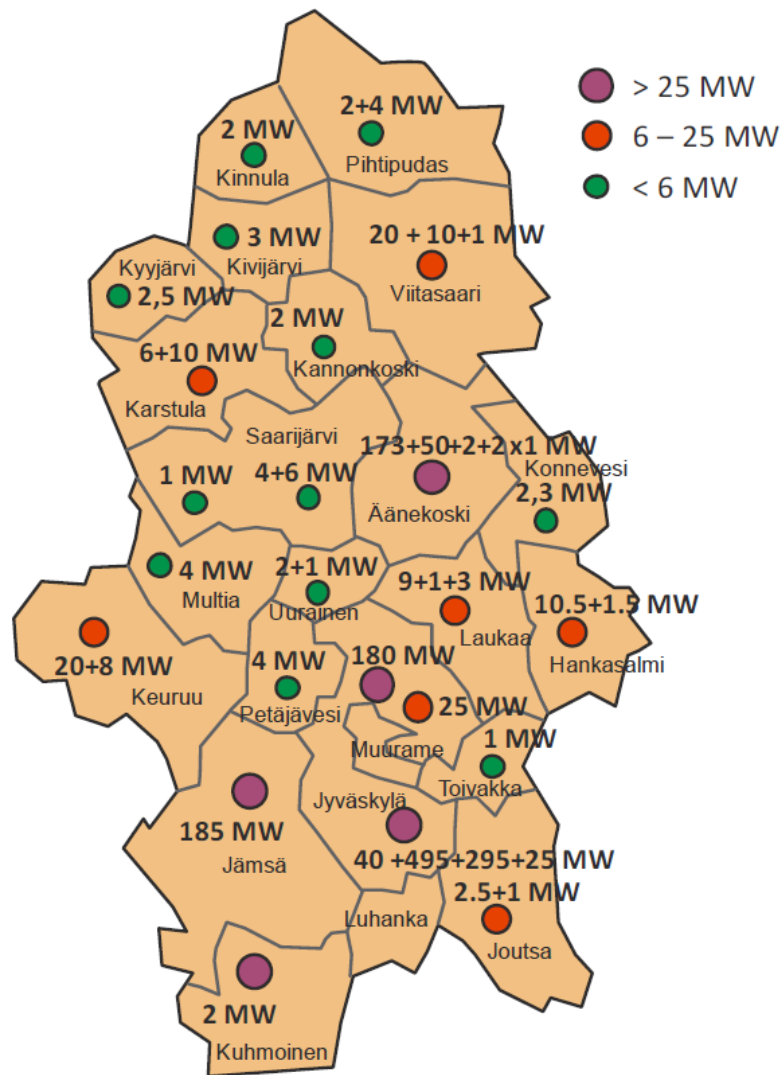 > 25 MW
6 – 25 MW
< 6 MW
2+4 MW
Pihtipudas
2 MW
Kinnula
3 MW
Kivijärvi
20 + 10+1 MW
Viitasaari
Kyyjärvi
2,5 MW
2 MW
Kannonkoski
6+10 MW
Karstula
Saarijärvi
173+50+2+2 x1 MW
Äänekoski
Konnevesi
2,3 MW
1 MW
4+6 MW
4 MW
Multia
2+1 MW
Uurainen
9+1+3 MW
Laukaa
10.5+1.5 MW
Hankasalmi
20+8 MW
Keuruu
4 MW
Petäjävesi
180 MW
25 MW
Muurame
1 MW
Toivakka
185 MW
Jämsä
Jyväskylä
40 +495+295+25 MW
2.5+1 MW
Joutsa
Luhanka
2 MW
Kuhmoinen